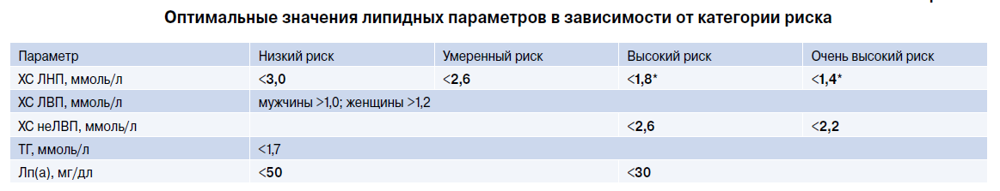 Оптимальные значения липидных параметров в зависимости от категории риска
Параметр Низкий риск Умеренный риск Высокий риск Очень высокий риск
ХС ЛНП, ммоль/л <3,0 <2,6 <1,8* <1,4*
ХС ЛВП, ммоль/л мужчины >1,0; женщины >1,2
ХС неЛВП, ммоль/л <2,6 <2,2
ТГ, ммоль/л <1,7
Лп(а), мг/дл <50 <30